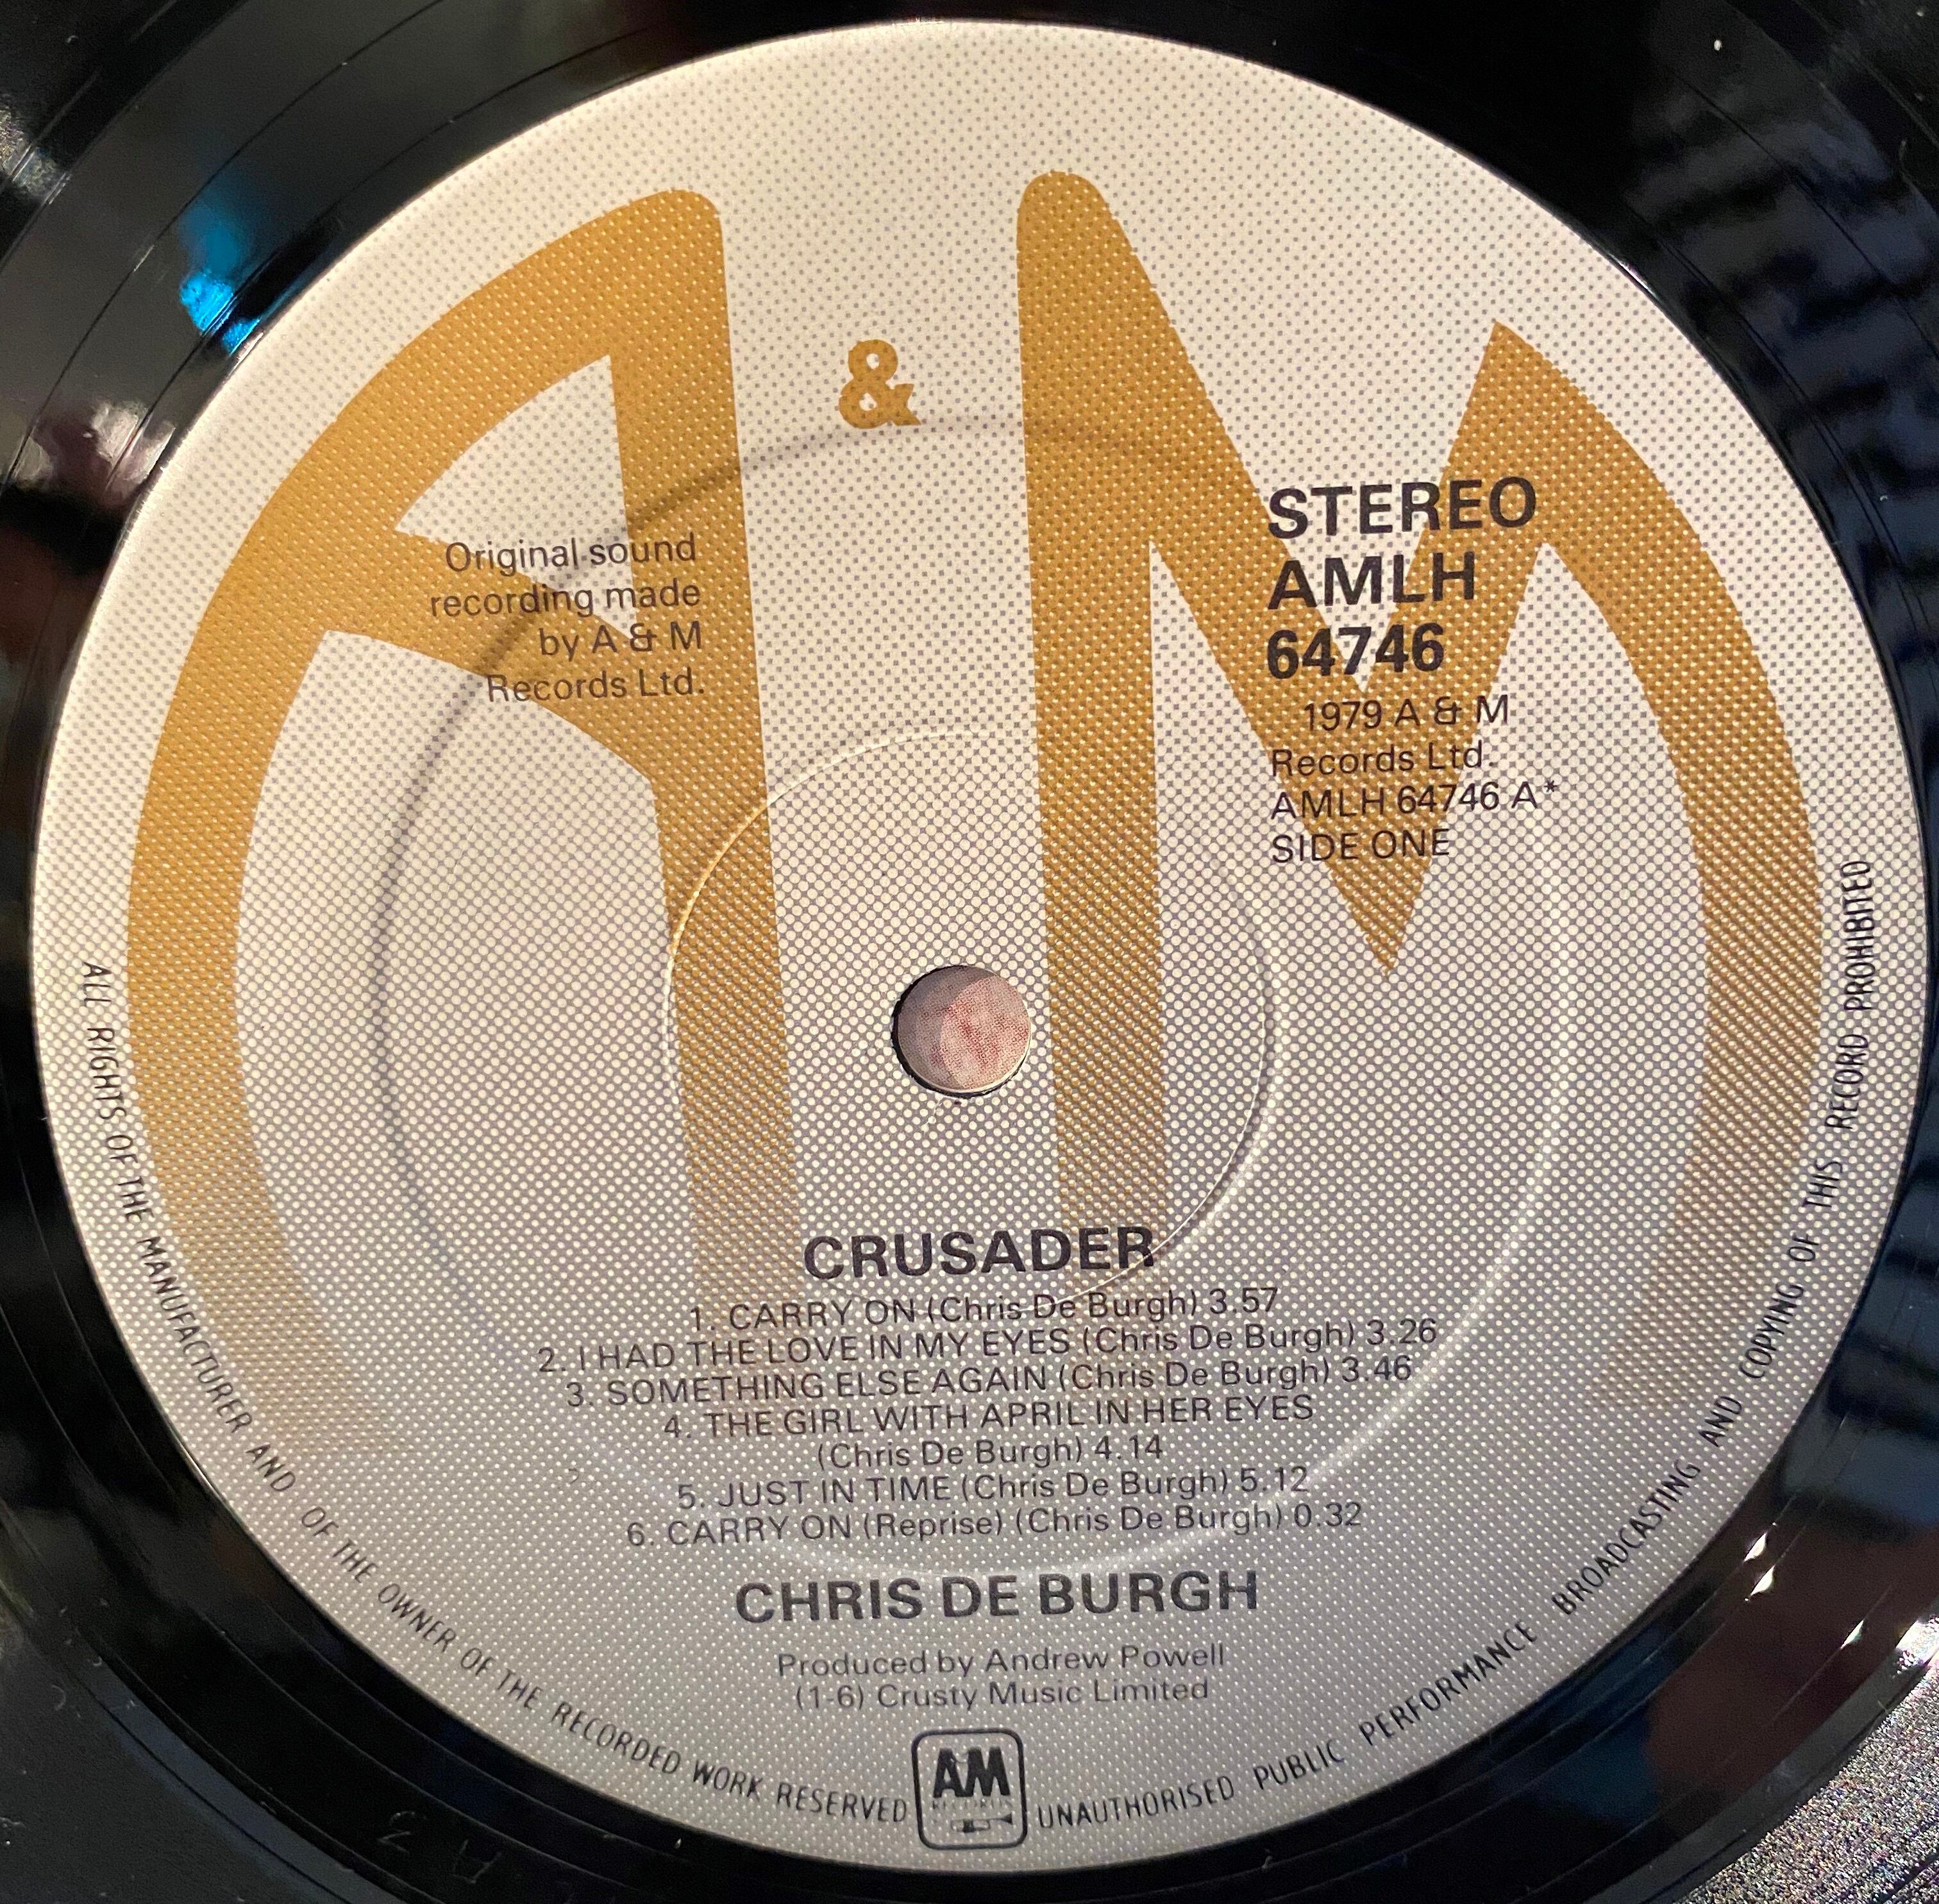 A & M
Original sound
recording made
by A & M
Records Ltd.
STEREO
AMLH
64746
1979 A & M
Records Ltd.
AMLH 64746 A*
SIDE ONE
CRUSADER
1. CARRY ON (Chris De Burgh) 3.57
2. I HAD THE LOVE IN MY EYES (Chris De Burgh) 3.26
3. SOMETHING ELSE AGAIN (Chris De Burgh) 3.46
4. THE GIRL WITH APRIL IN HER EYES
(Chris De Burgh) 4.14
5. JUST IN TIME (Chris De Burgh) 5.12
6. CARRY ON (Reprise) (Chris De Burgh) 0.32
CHRIS DE BURGH
Produced by Andrew Powell
(1-6) Crusty Music Limited
AM
RECORDS
ALL RIGHTS OF THE MANUFACTURER AND OF THE OWNER OF THE RECORDED WORK RESERVED
UNAUTHORISED PUBLIC PERFORMANCE BROADCASTING AND COPYING OF THIS RECORD PROHIBITED